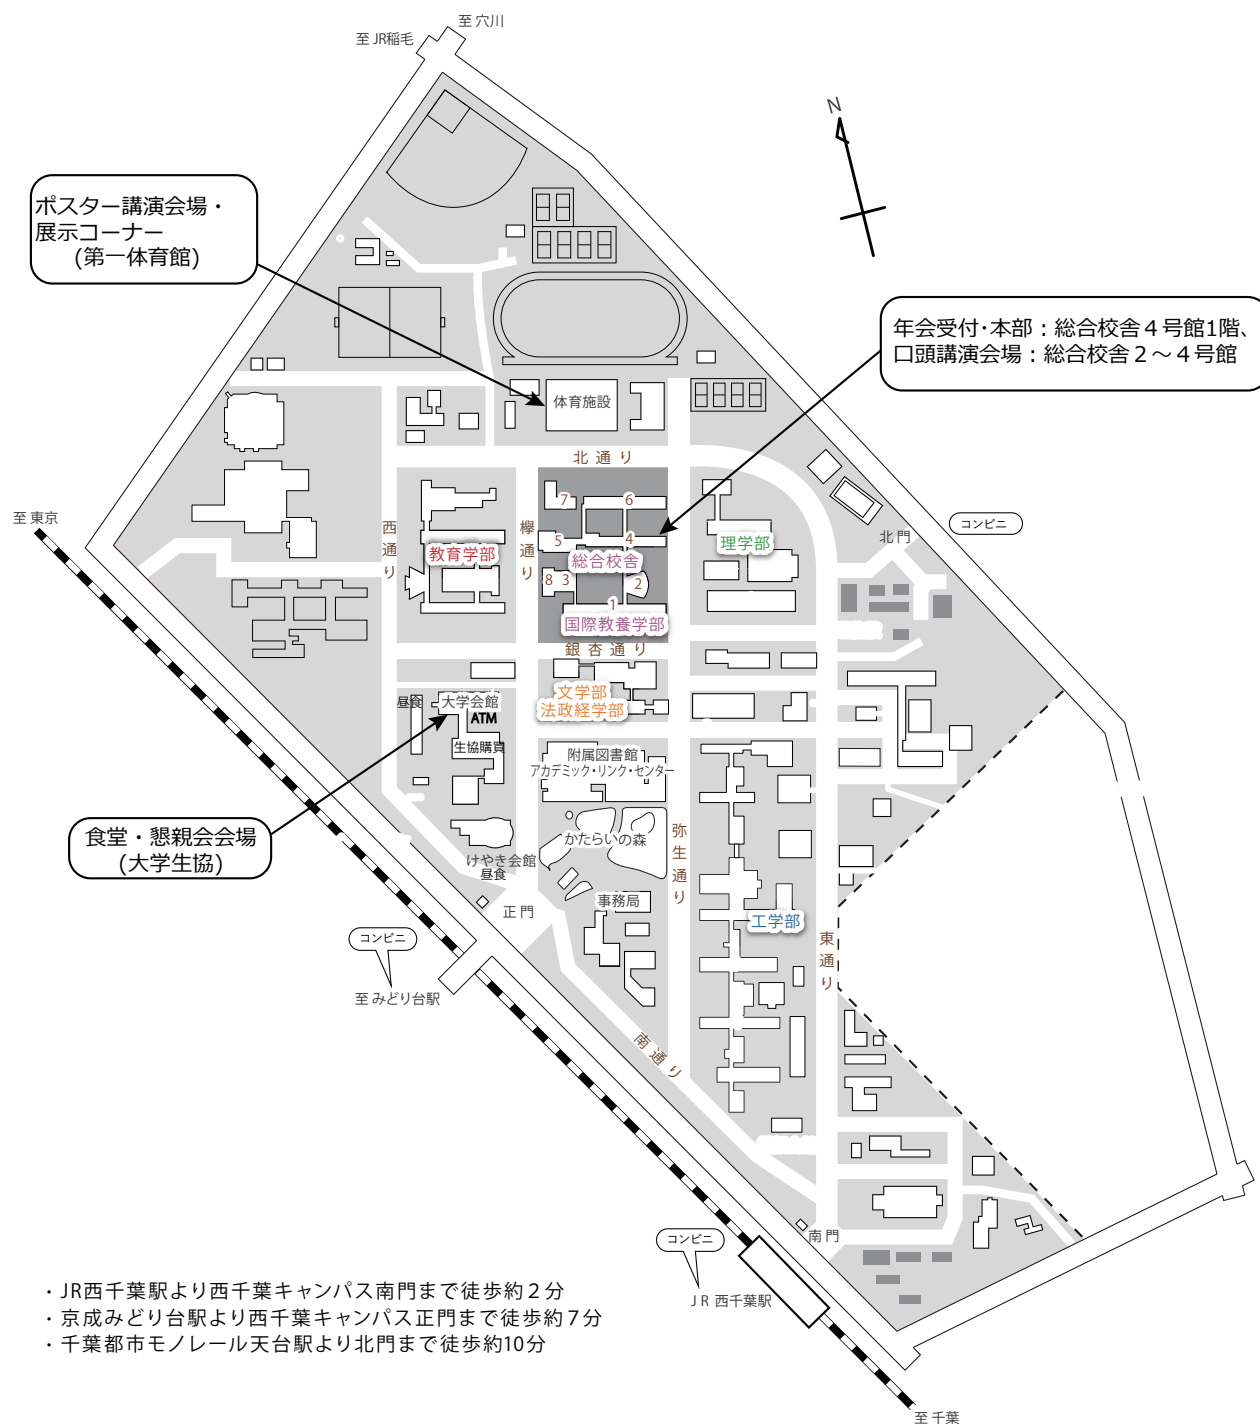 至 穴川
至 JR稲毛
N
ポスター講演会場・
展示コーナー
(第一体育館)
年会受付・本部：総合校舎４号館1階、
口頭講演会場：総合校舎２～４号館
体育施設
北 通 り
至 東京
コンビニ
北 門
西通り
欅通り
7
6
5
4
総合校舎
8
3
2
1
国際教養学部
教育学部
理学部
銀 杏 通 り
文学部
法政経学部
昼食
大学会館
ATM
生協購買
附属図書館
アカデミック・リンク・センター
食堂・懇親会会場
(大学生協)
かたらいの森
弥生通り
けやき会館
昼食
事務局
正 門
工学部
東通り
コンビニ
至 みどり台駅
南 通 り
コンビニ
南 門
J R 西千葉駅
・JR西千葉駅より西千葉キャンパス南門まで徒歩約２分
・京成みどり台駅より西千葉キャンパス正門まで徒歩約７分
・千葉都市モノレール天台駅より北門まで徒歩約10分
至 千葉